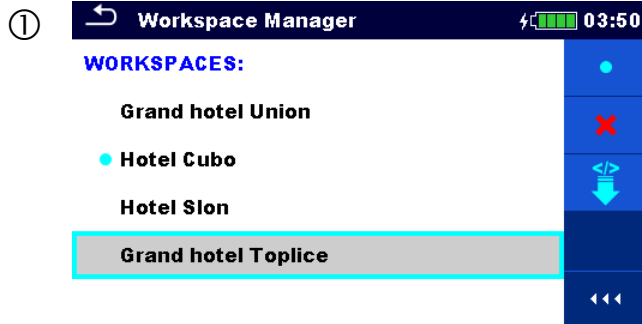 ①
Workspace Manager 03:50
WORKSPACES:
Grand hotel Union
Hotel Cubo
Hotel Slon
Grand hotel Toplice